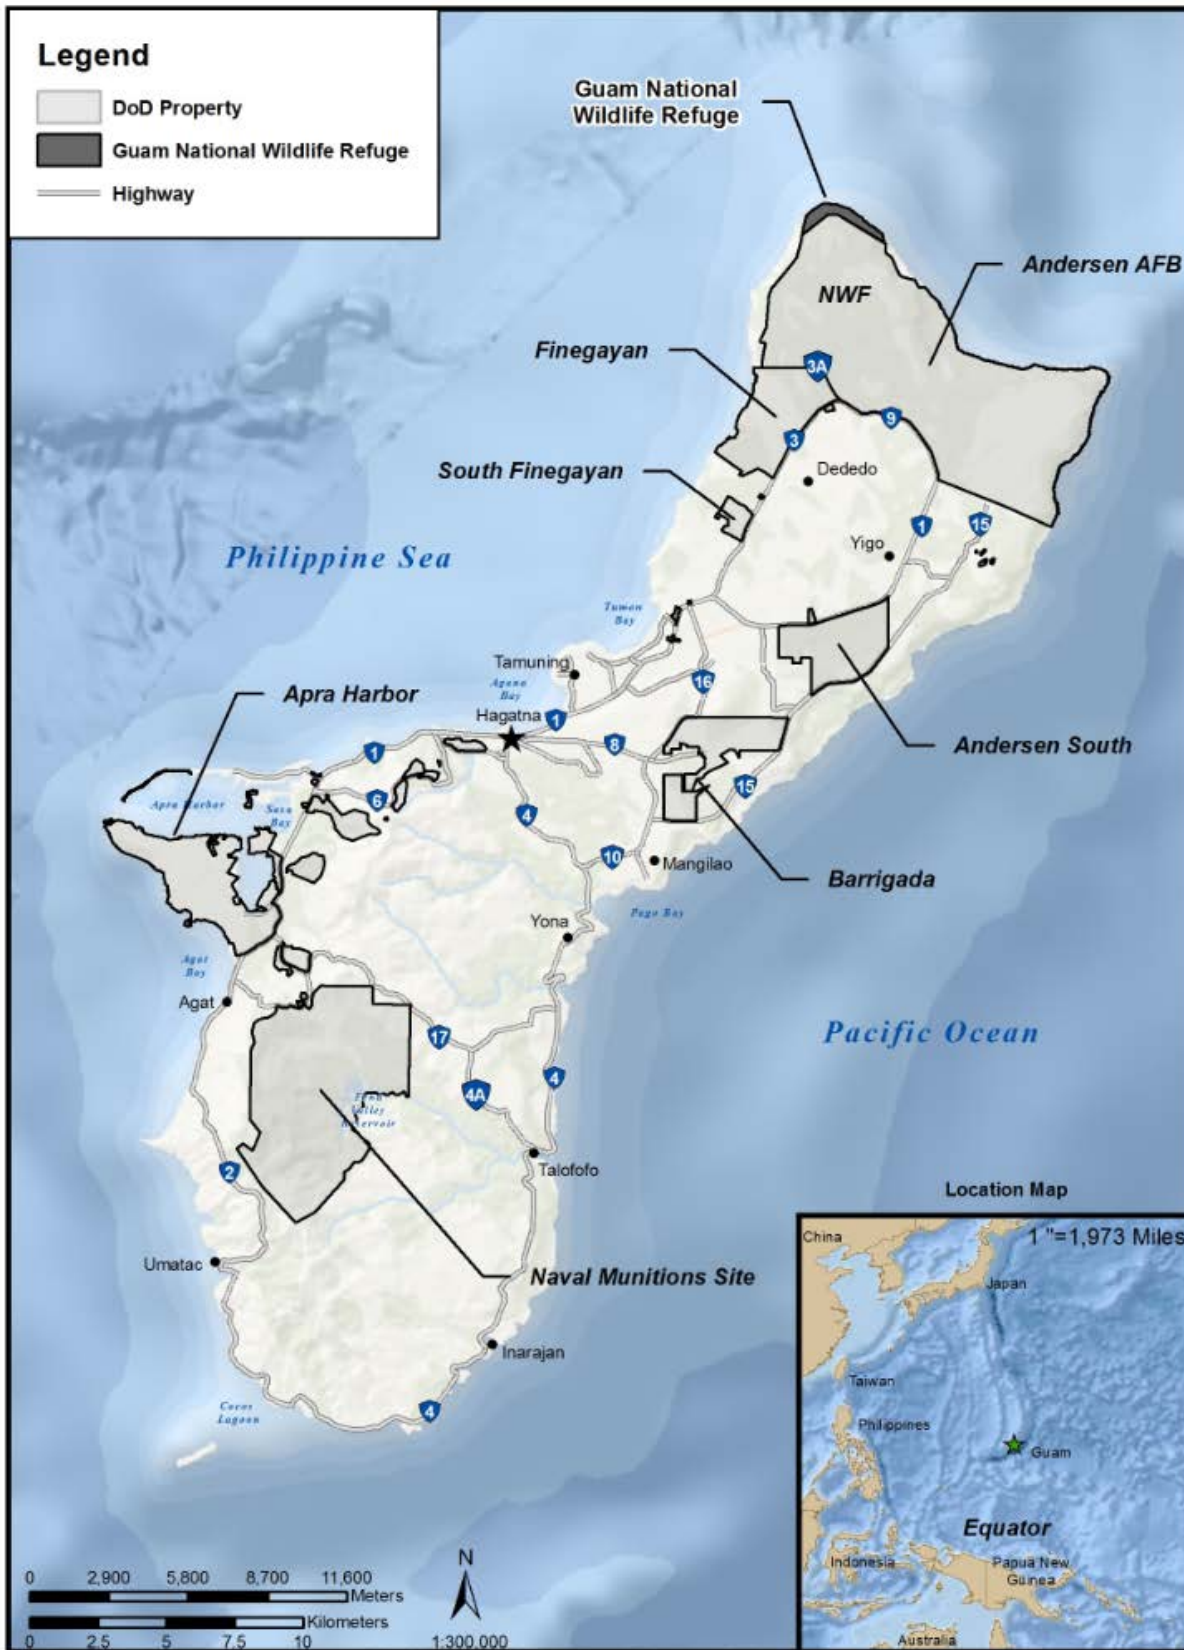 Legend
DoD Property
Guam National Wildlife Refuge
Highway
Guam National
Wildlife Refuge
Andersen AFB
NWF
Finegayan
3A
9
3
South Finegayan
Dededo
1
15
Philippine Sea
Yigo
Tumon
Bay
Tamuning
16
Apra Harbor
Agana
Bay
Hagatna
1
8
Andersen South
1
15
6
Apra Harbor
Sasa
Bay
4
10
Mangilao
Barrigada
Pago Bay
Yona
Agat
Bay
Agat
17
Pacific Ocean
4
4A
Fena
Valley
Reservoir
2
Talofofo
Location Map
Umatac
Naval Munitions Site
China
1 "=1,973 Miles
Japan
Inarajan
Taiwan
Cocos
Lagoon
4
Philippines
Guam
Equator
Indonesia
Papua New
Guinea
Australia
N
0 2,900 5,800 8,700 11,600
Meters
Kilometers
0 2.5 5 7.5 10
1:300,000